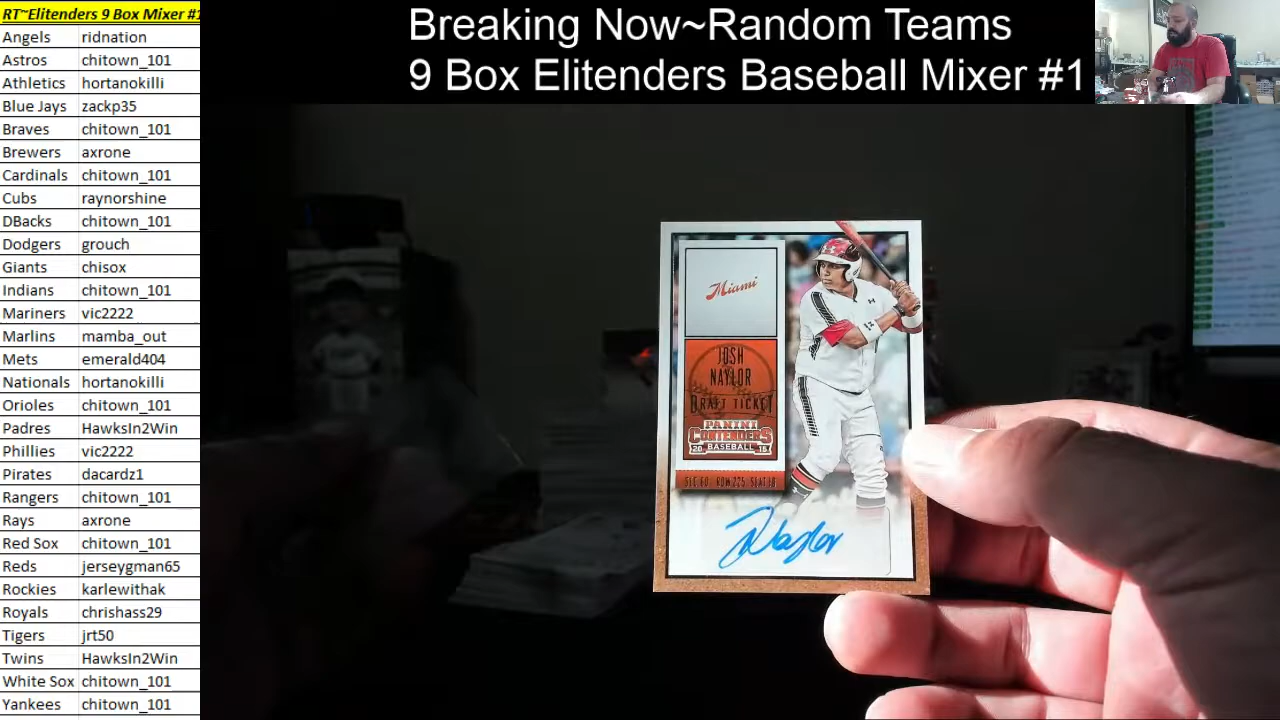 RT~Elitenders 9 Box Mixer #1
Angels ridnation
Astros chitown_101
Athletics hortanokilli
Blue Jays zackp35
Braves chitown_101
Brewers axrone
Cardinals chitown_101
Cubs raynorshine
DBacks chitown_101
Dodgers grouch
Giants chisox
Indians chitown_101
Mariners vic2222
Marlins mamba_out
Mets emerald404
Nationals hortanokilli
Orioles chitown_101
Padres HawksIn2Win
Phillies vic2222
Pirates dacardz1
Rangers chitown_101
Rays axrone
Red Sox chitown_101
Reds jerseygman65
Rockies karlewithak
Royals chrishass29
Tigers jrt50
Twins HawksIn2Win
White Sox chitown_101
Yankees chitown_101
Breaking Now~Random Teams
9 Box Elitenders Baseball Mixer #1
Miami
JOSH
NAYLOR
DRAFT TICKET
PANINI
CONTENDERS
20 BASEBALL 15
Naylor